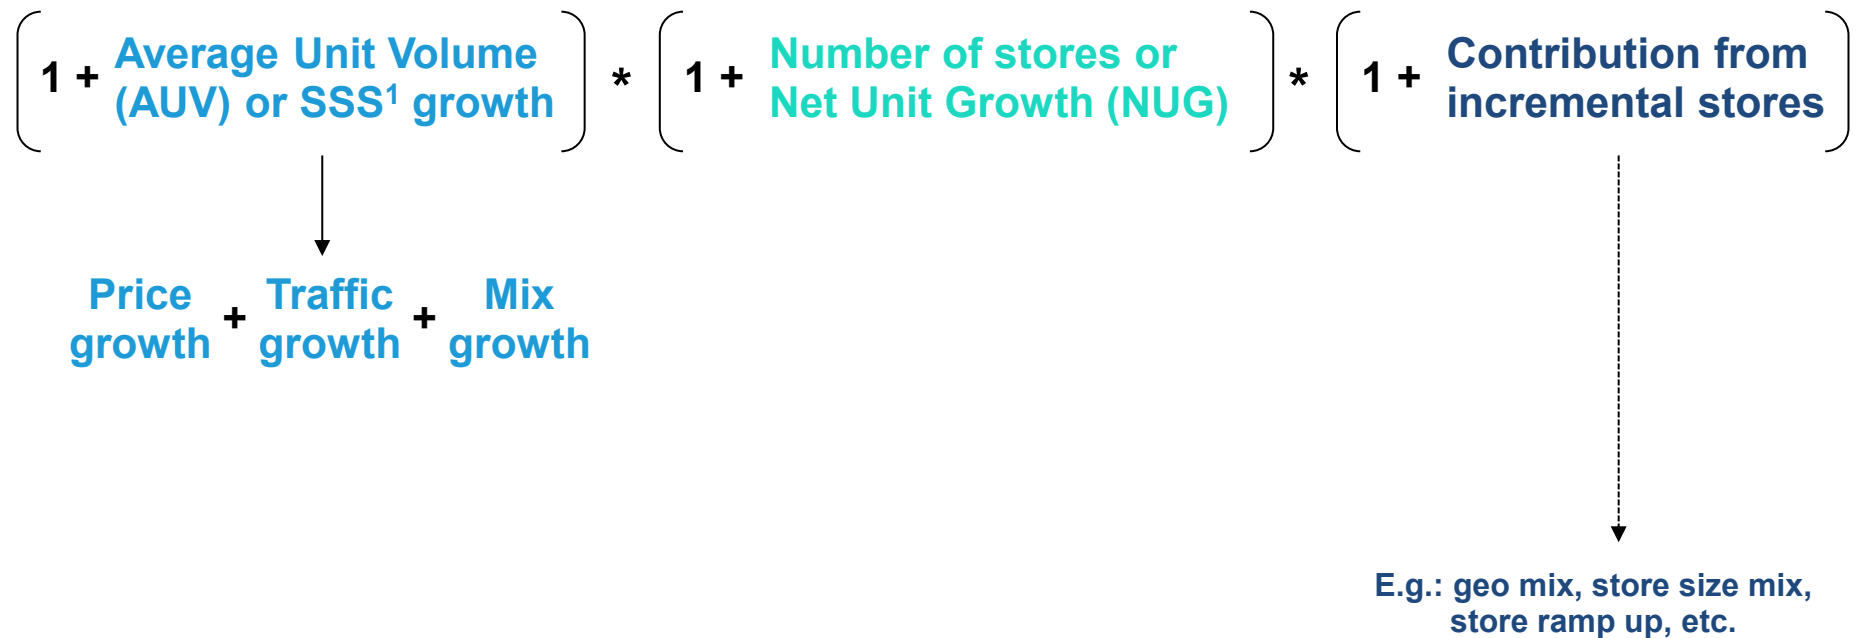 1 + Average Unit Volume (AUV) or SSS¹ growth * 1 + Number of stores or Net Unit Growth (NUG) * 1 + Contribution from incremental stores
Price growth + Traffic growth + Mix growth
E.g.: geo mix, store size mix,
store ramp up, etc.